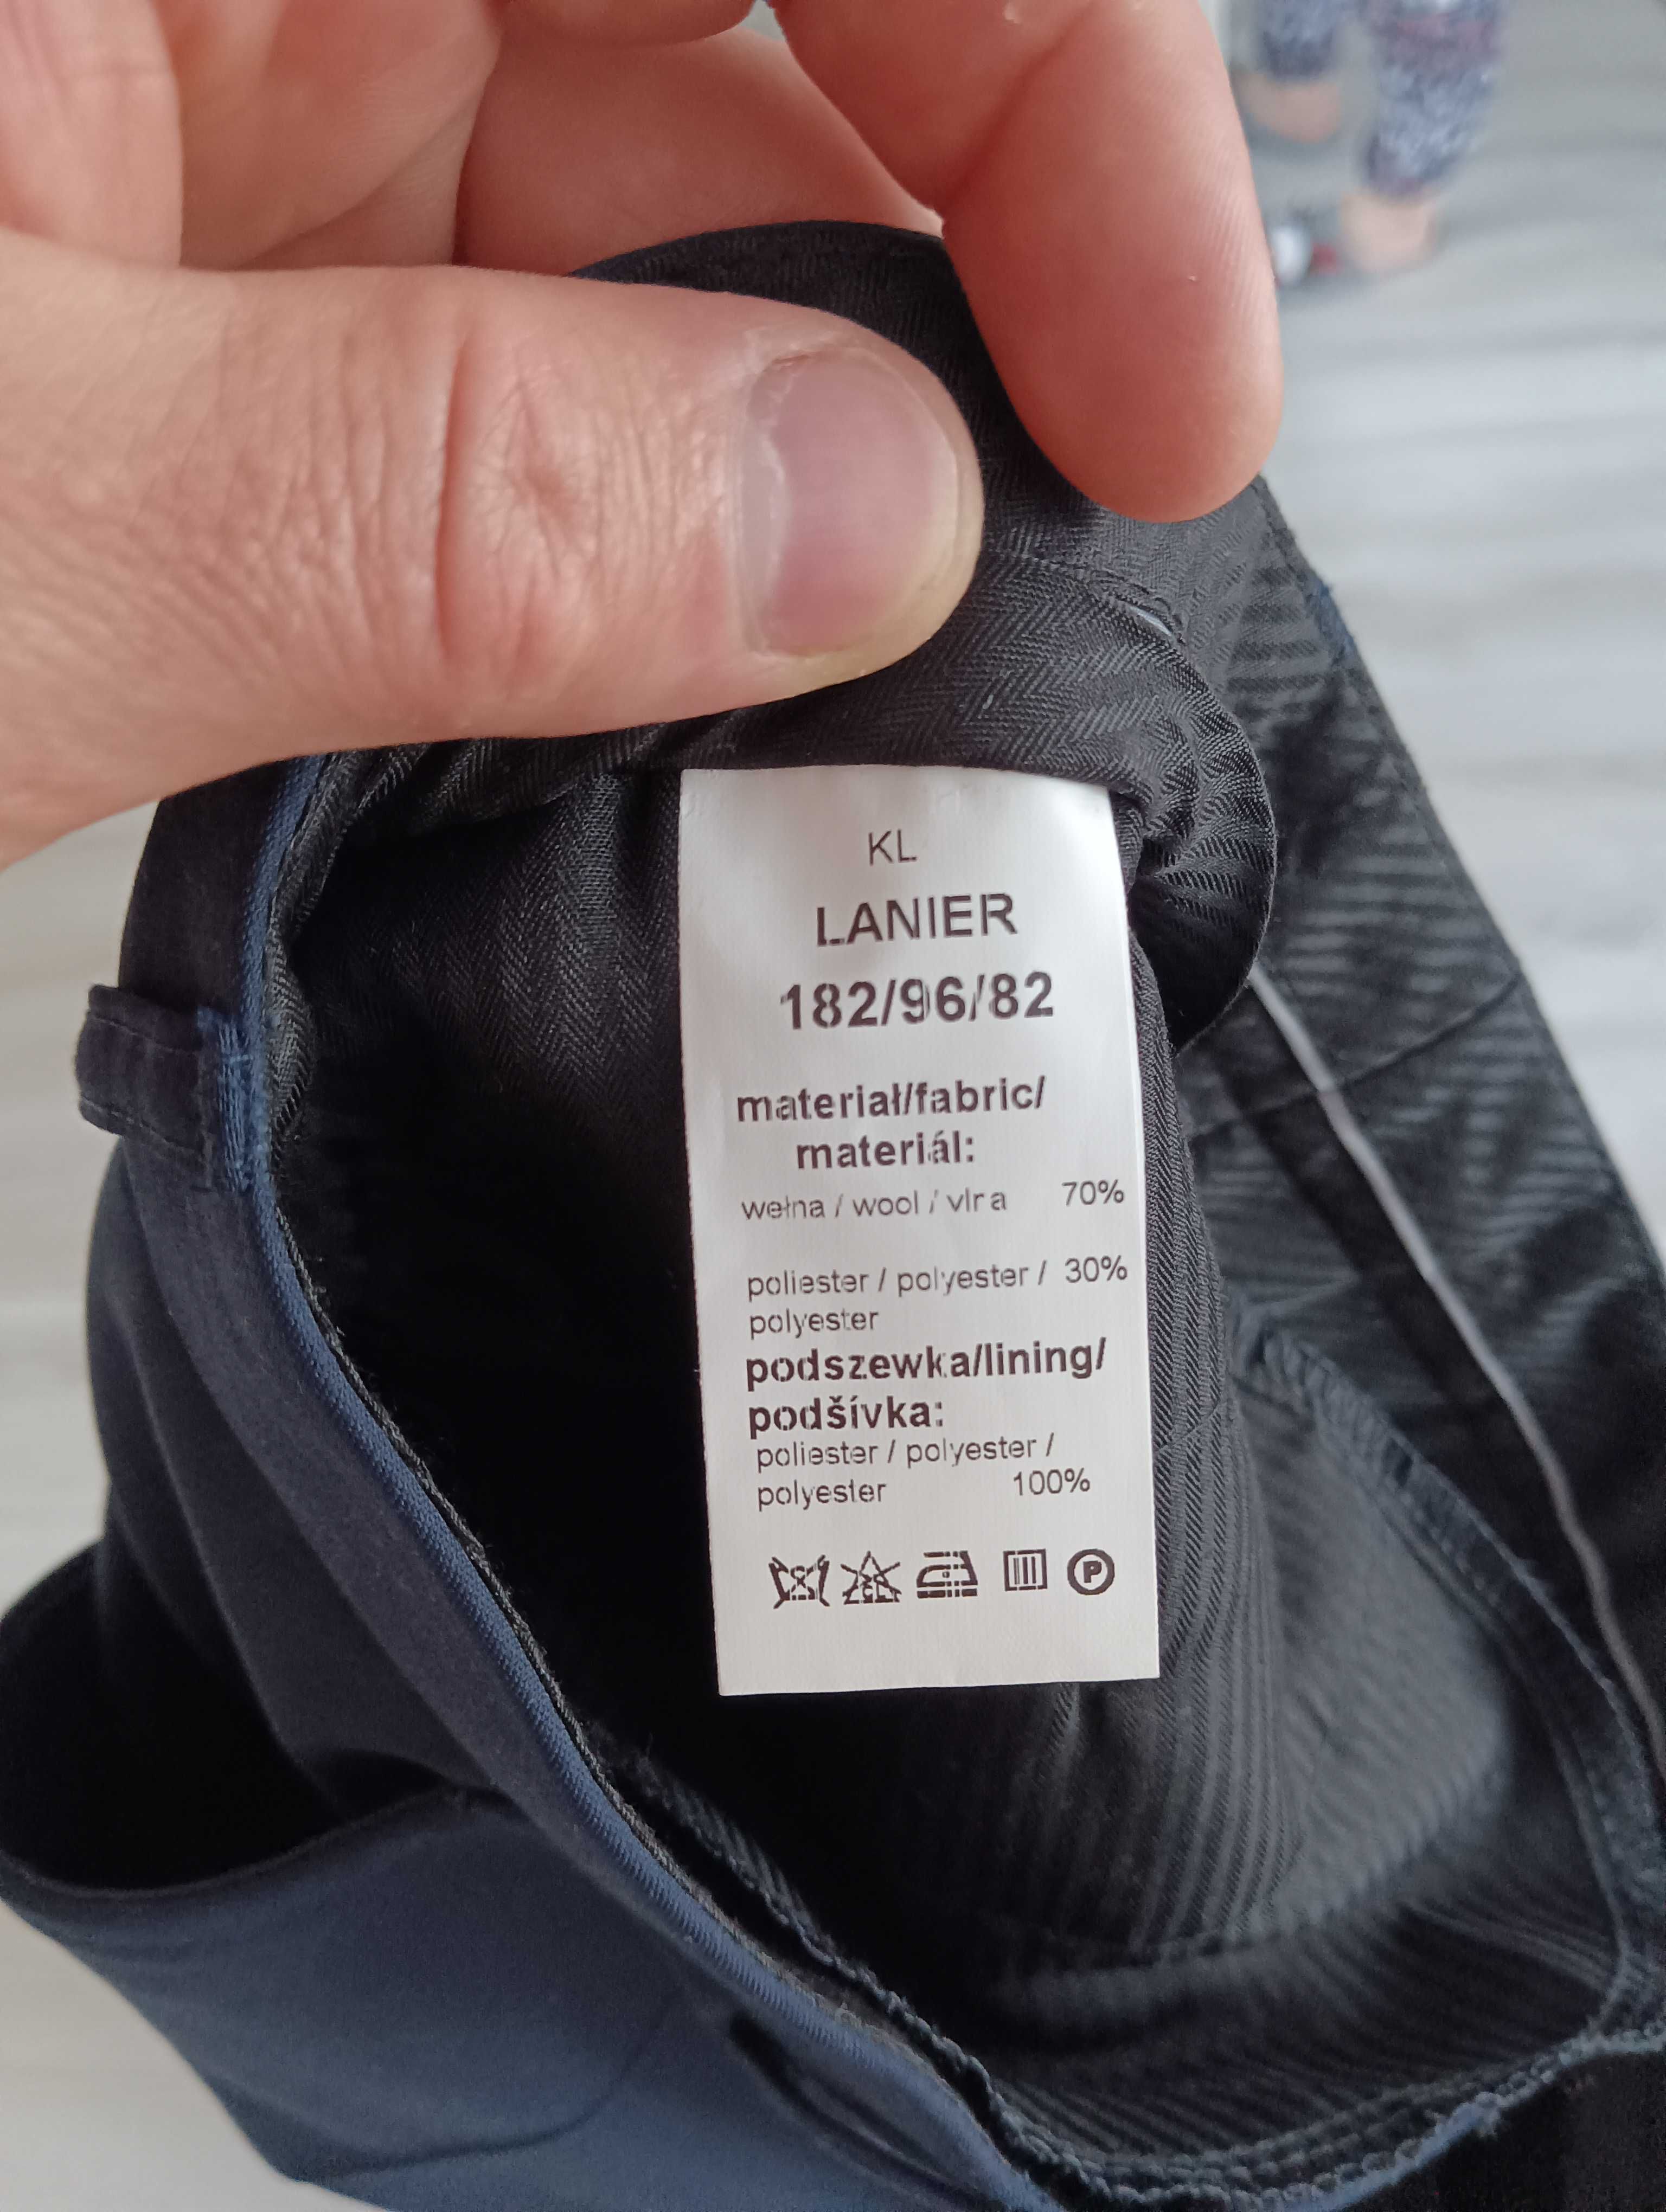 KL
LANIER
182/96/82
materiał/fabric/
materiál:
wełna / wool / vlna 70%
poliester / polyester / 30%
polyester
podszewka/lining/
podšívka:
poliester / polyester /
polyester 100%
P